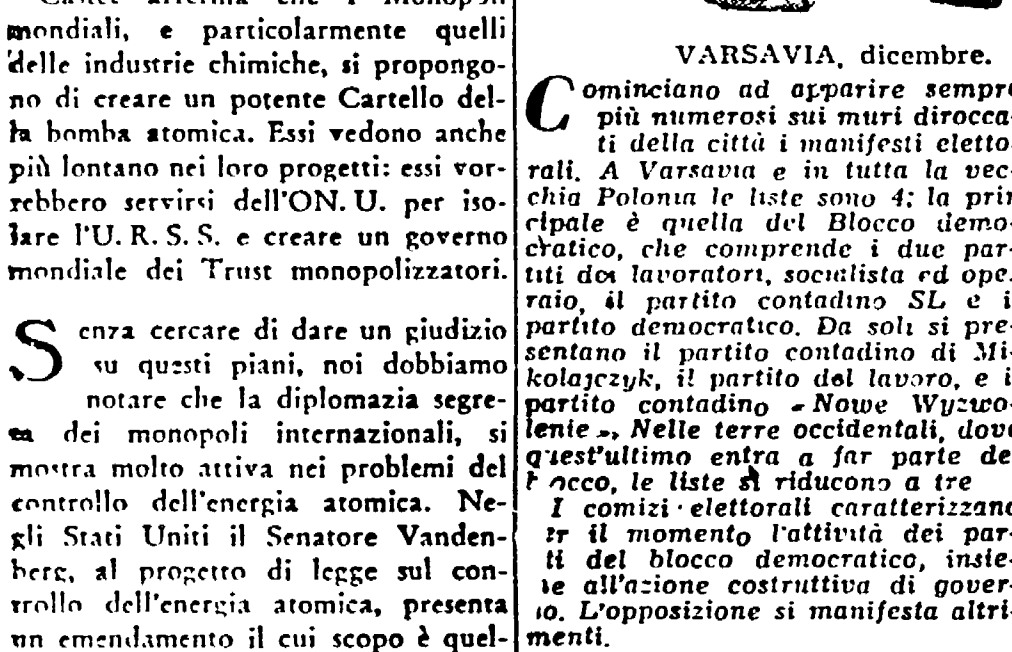 mondiali, e particolarmente quelli
delle industrie chimiche, si propongo-
no di creare un potente Cartello del-
la bomba atomica. Essi vedono anche
più lontano nei loro progetti: essi vor-
rebbero servirsi dell'ON. U. per iso-
lare l'U. R. S. S. e creare un governo
mondiale dei Trust monopolizzatori.
Senza cercare di dare un giudizio
su questi piani, noi dobbiamo
notare che la diplomazia segre-
ta dei monopoli internazionali, si
mostra molto attiva nei problemi del
controllo dell'energia atomica. Ne-
gli Stati Uniti il Senatore Vanden-
berg, al progetto di legge sul con-
trollo dell'energia atomica, presenta
un emendamento il cui scopo è quel-
VARSAVIA, dicembre.
Cominciano ad apparire sempre
più numerosi sui muri dirocca-
ti della città i manifesti eletto-
rali. A Varsavia e in tutta la vec-
chia Polonia le liste sono 4: la prin
cipale è quella del Blocco demo-
cratico, che comprende i due par-
titi dei lavoratori, socialista ed ope-
raio, il partito contadino SL e i
partito democratico. Da soli si pre-
sentano il partito contadino di Mi-
kolajczyk, il partito del lavoro, e i
partito contadino « Nowe Wyzwo-
lenie ». Nelle terre occidentali, dove
quest'ultimo entra a far parte de
occo, le liste si riducono a tre
I comizi elettorali caratterizzano
er il momento l'attività dei par-
ti del blocco democratico, insie-
e all'azione costruttiva di gover-
o. L'opposizione si manifesta altri-
menti.